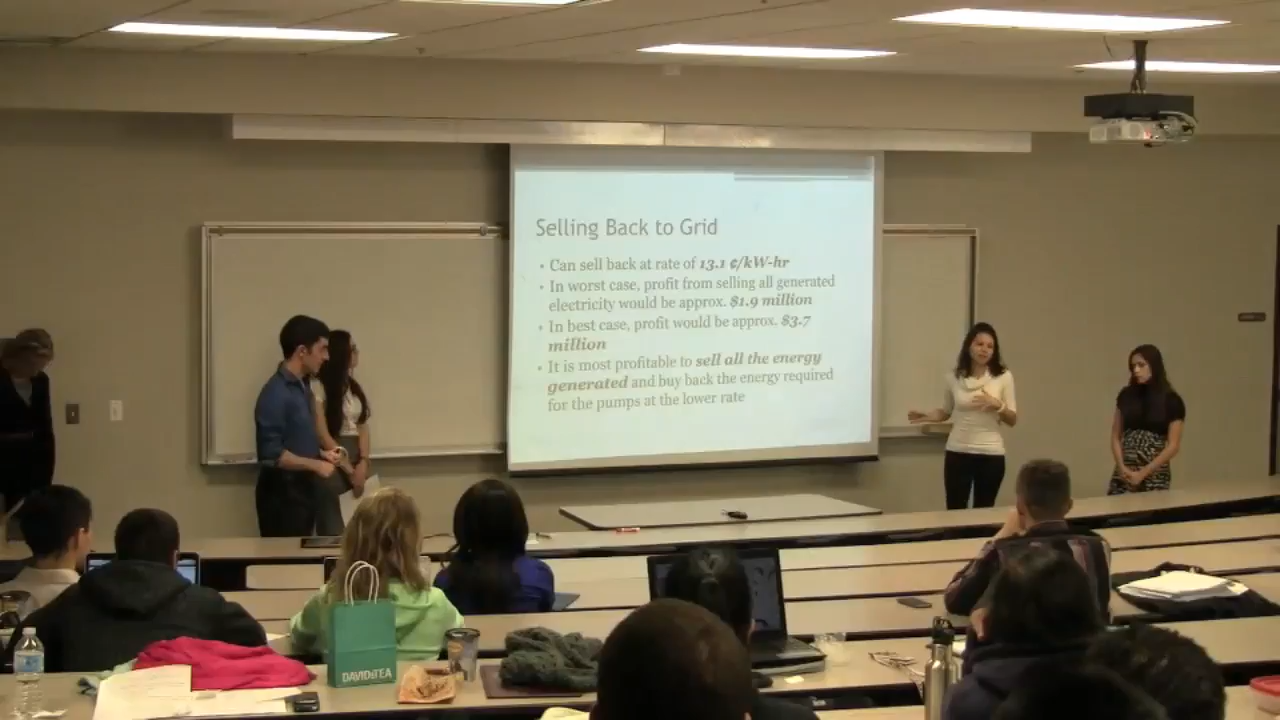 Selling Back to Grid
• Can sell back at rate of 13.1 ¢/kW-hr
• In worst case, profit from selling all generated
electricity would be approx. $1.9 million
• In best case, profit would be approx. $3.7
million
• It is most profitable to sell all the energy
generated and buy back the energy required
for the pumps at the lower rate
DAVIDsTEA